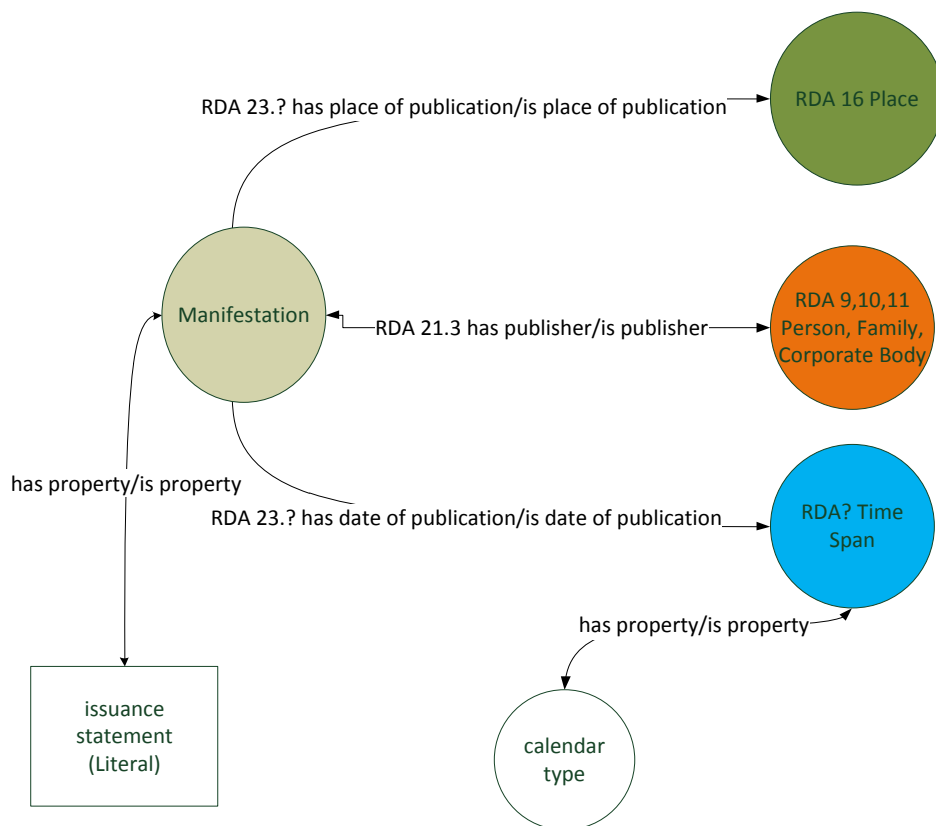 RDA 16 Place
RDA 23.? has place of publication/is place of publication
Manifestation
RDA 9,10,11
Person, Family,
Corporate Body
RDA 21.3 has publisher/is publisher
has property/is property
RDA 23.? has date of publication/is date of publication
RDA? Time
Span
has property/is property
issuance
statement
(Literal)
calendar
type